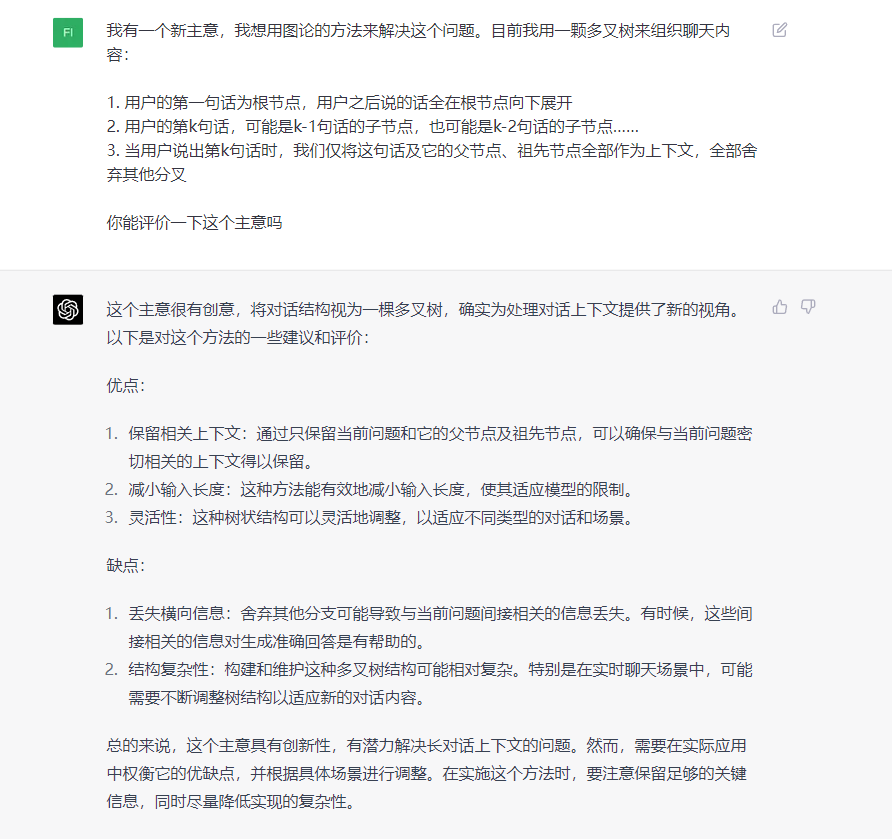 FI
我有一个新主意，我想用图论的方法来解决这个问题。目前我用一颗多叉树来组织聊天内
容：
1. 用户的第一句话为根节点，用户之后说的话全在根节点向下展开
2. 用户的第k句话，可能是k-1句话的子节点，也可能是k-2句话的子节点......
3. 当用户说出第k句话时，我们仅将这句话及它的父节点、祖先节点全部作为上下文，全部舍
弃其他分叉
你能评价一下这个主意吗
这个主意很有创意，将对话结构视为一棵多叉树，确实为处理对话上下文提供了新的视角。
以下是对这个方法的一些建议和评价：
优点：
1. 保留相关上下文：通过只保留当前问题和它的父节点及祖先节点，可以确保与当前问题密
切相关的上下文得以保留。
2. 减小输入长度：这种方法能有效地减小输入长度，使其适应模型的限制。
3. 灵活性：这种树状结构可以灵活地调整，以适应不同类型的对话和场景。
缺点：
1. 丢失横向信息：舍弃其他分支可能导致与当前问题间接相关的信息丢失。有时候，这些间
接相关的信息对生成准确回答是有帮助的。
2. 结构复杂性：构建和维护这种多叉树结构可能相对复杂。特别是在实时聊天场景中，可能
需要不断调整树结构以适应新的对话内容。
总的来说，这个主意具有创新性，有潜力解决长对话上下文的问题。然而，需要在实际应用
中权衡它的优缺点，并根据具体场景进行调整。在实施这个方法时，要注意保留足够的关键
信息，同时尽量降低实现的复杂性。